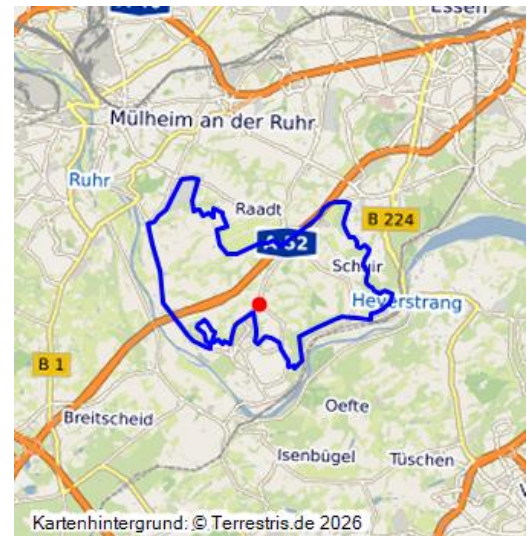 Essen
Mülheim an der Ruhr
Ruhr
Raadt
B 224
A 52
Schuir
Heverstrang
B 1
Breitscheid
Oefte
Isenbügel
Tüschen
Kartenhintergrund: © Terrestris.de 2026